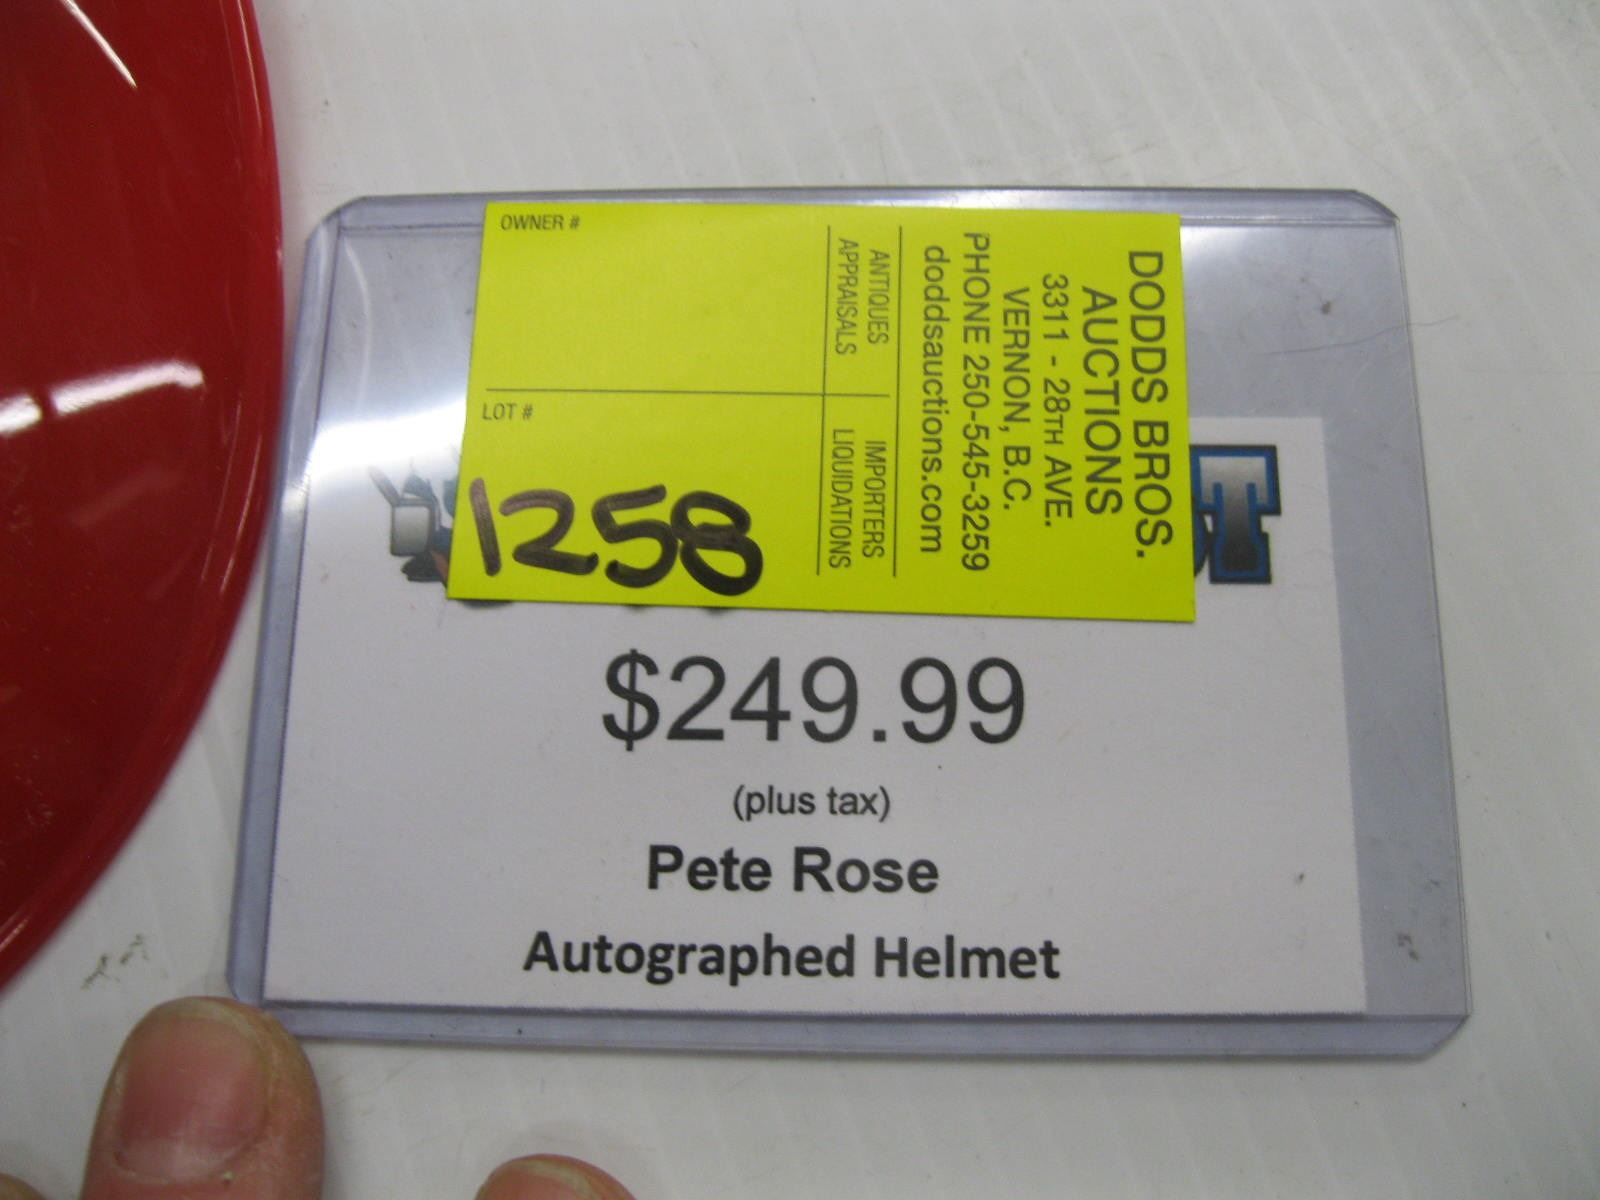 OWNER #
LOT #
1258
DODDS BROS.
AUCTIONS
3311 - 28TH AVE.
VERNON, B.C.
PHONE 250-545-3259
doddsauctions.com
ANTIQUES
APPRAISALS
IMPORTERS
LIQUIDATIONS
$249.99
(plus tax)
Pete Rose
Autographed Helmet